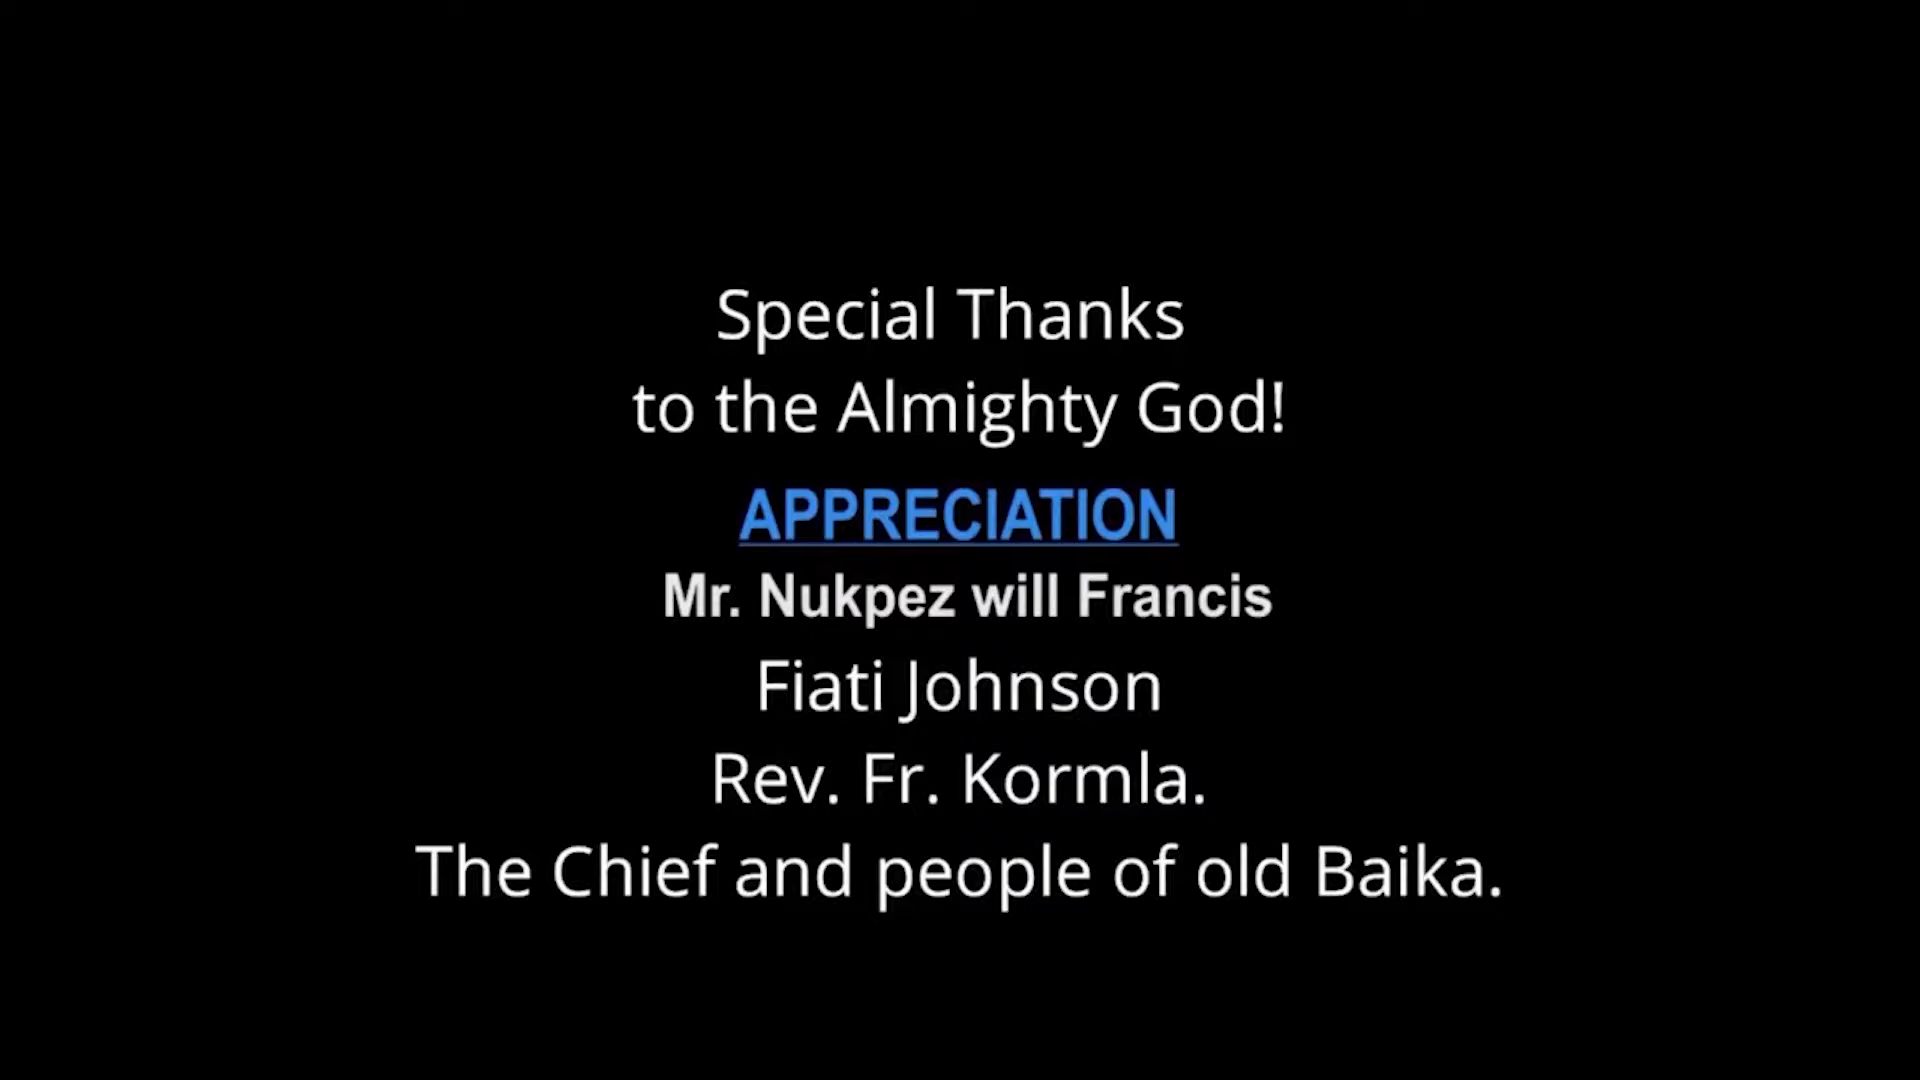 Special Thanks
to the Almighty God!
APPRECIATION
Mr. Nukpez will Francis
Fiati Johnson
Rev. Fr. Kormla.
The Chief and people of old Baika.